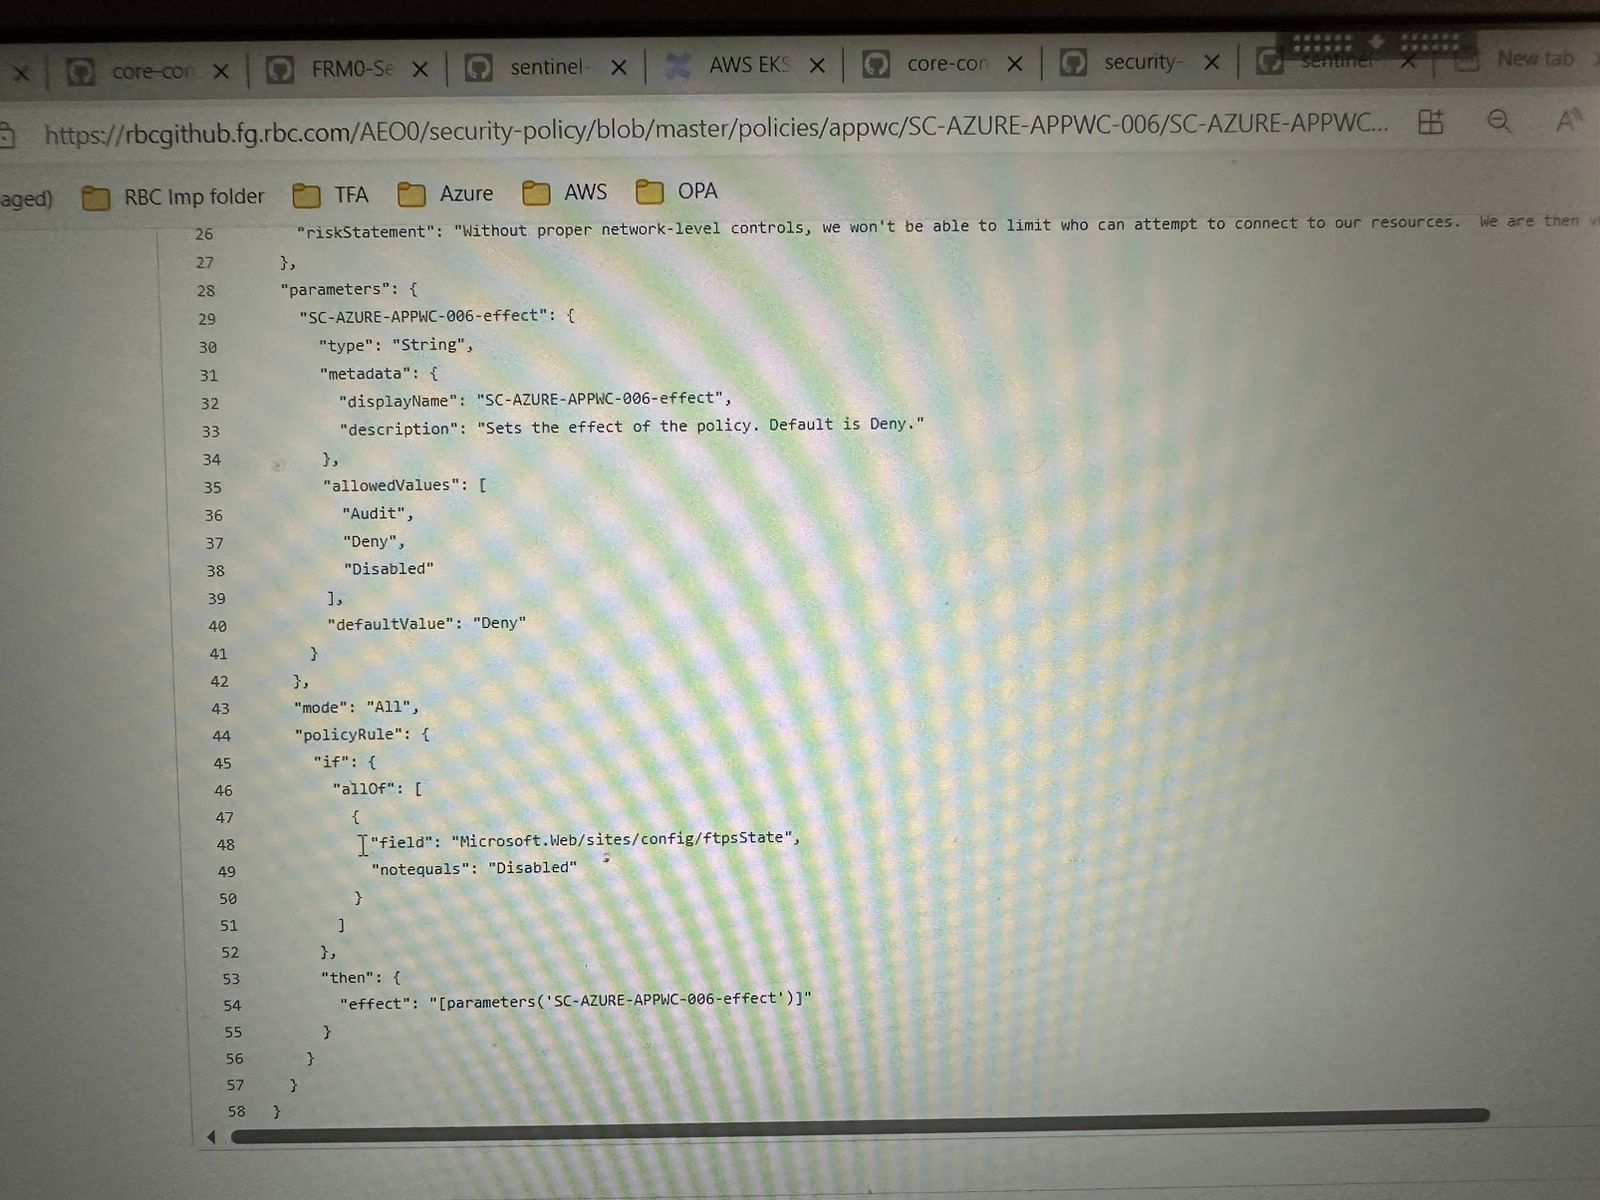 core-con FRM0-Se sentinel- AWS EKS core-con security- sentinel New tab
https://rbcgithub.fg.rbc.com/AEO0/security-policy/blob/master/policies/appwc/SC-AZURE-APPWC-006/SC-AZURE-APPWC...
aged) RBC Imp folder TFA Azure AWS OPA
26 "riskStatement": "Without proper network-level controls, we won't be able to limit who can attempt to connect to our resources. We are then
27 },
28 "parameters": {
29 "SC-AZURE-APPWC-006-effect": {
30 "type": "String",
31 "metadata": {
32 "displayName": "SC-AZURE-APPWC-006-effect",
33 "description": "Sets the effect of the policy. Default is Deny."
34 },
35 "allowedValues": [
36 "Audit",
37 "Deny",
38 "Disabled"
39 ],
40 "defaultValue": "Deny"
41 }
42 },
43 "mode": "All",
44 "policyRule": {
45 "if": {
46 "allOf": [
47 {
48 "field": "Microsoft.Web/sites/config/ftpsState",
49 "notequals": "Disabled"
50 }
51 ]
52 },
53 "then": {
54 "effect": "[parameters('SC-AZURE-APPWC-006-effect')]"
55 }
56 }
57 }
58 }